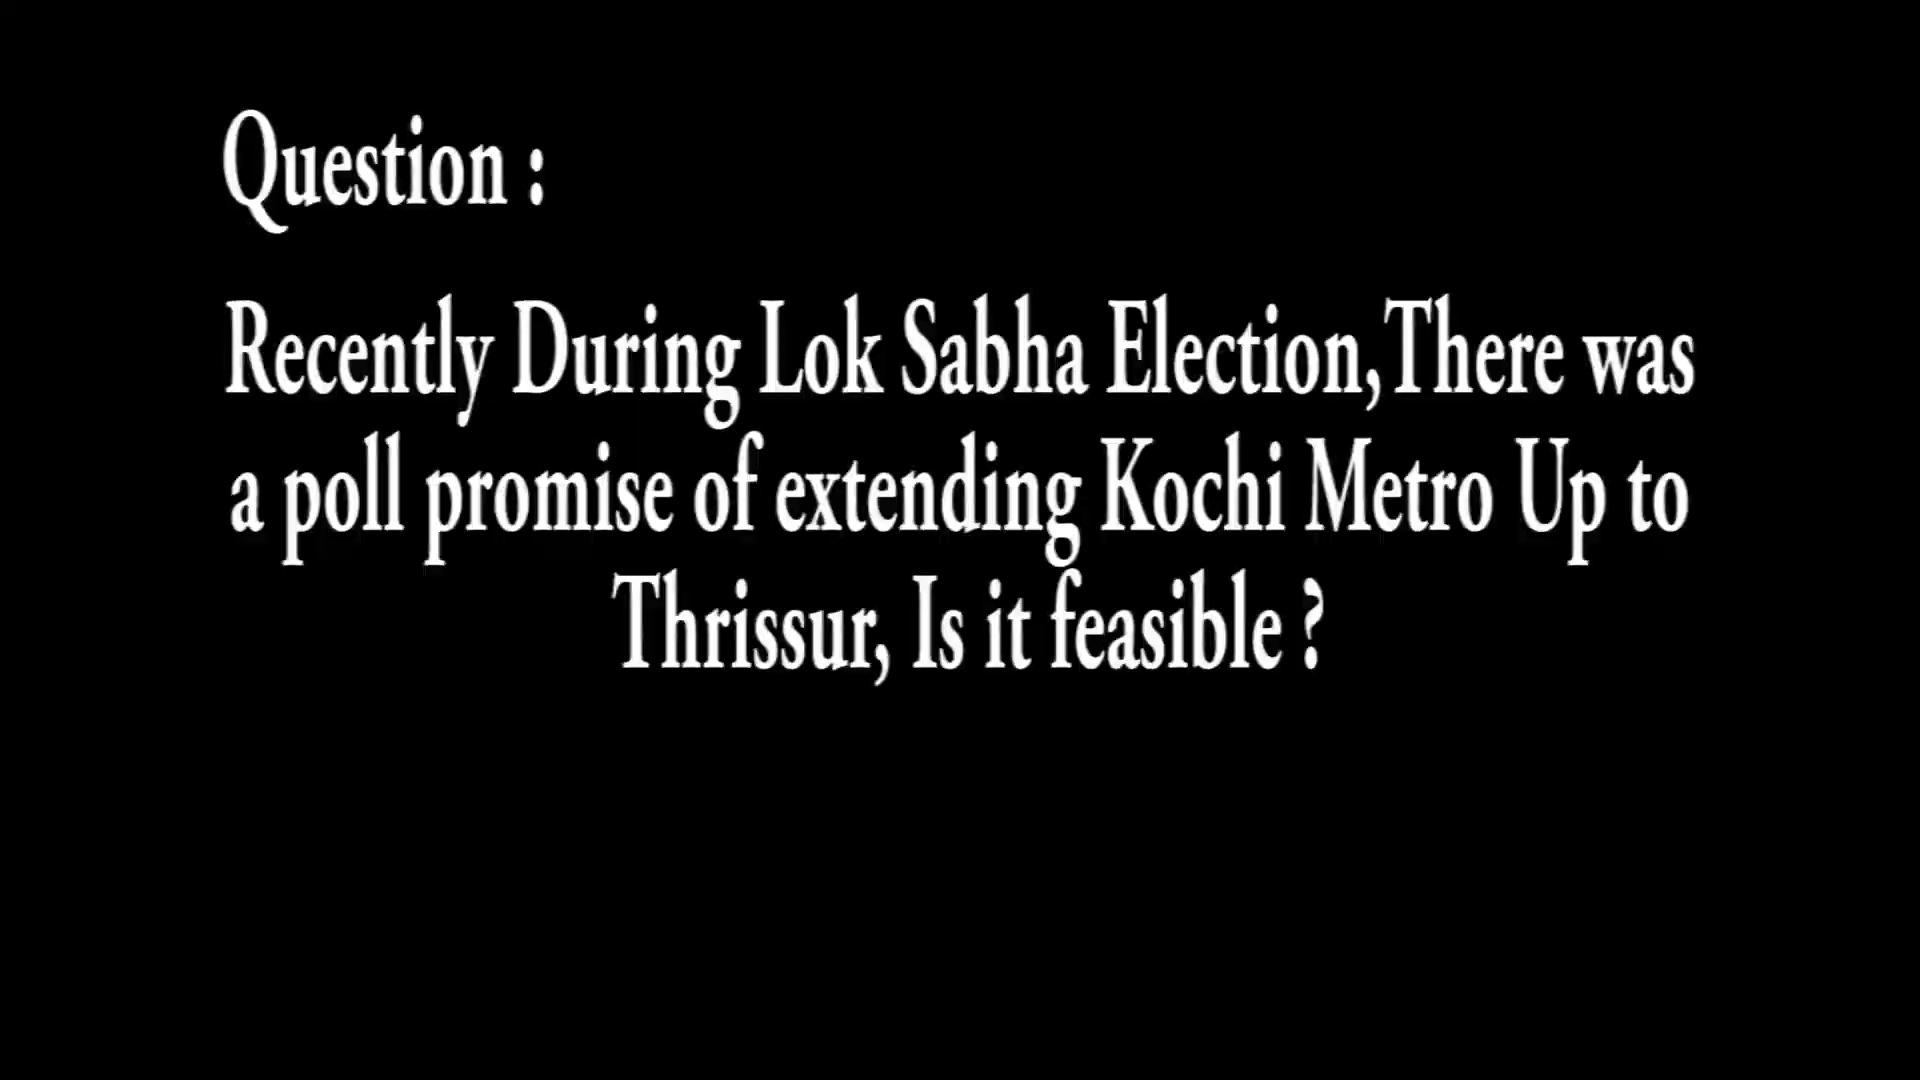 Question :
Recently During Lok Sabha Election,There was
a poll promise of extending Kochi Metro Up to
Thrissur, Is it feasible ?